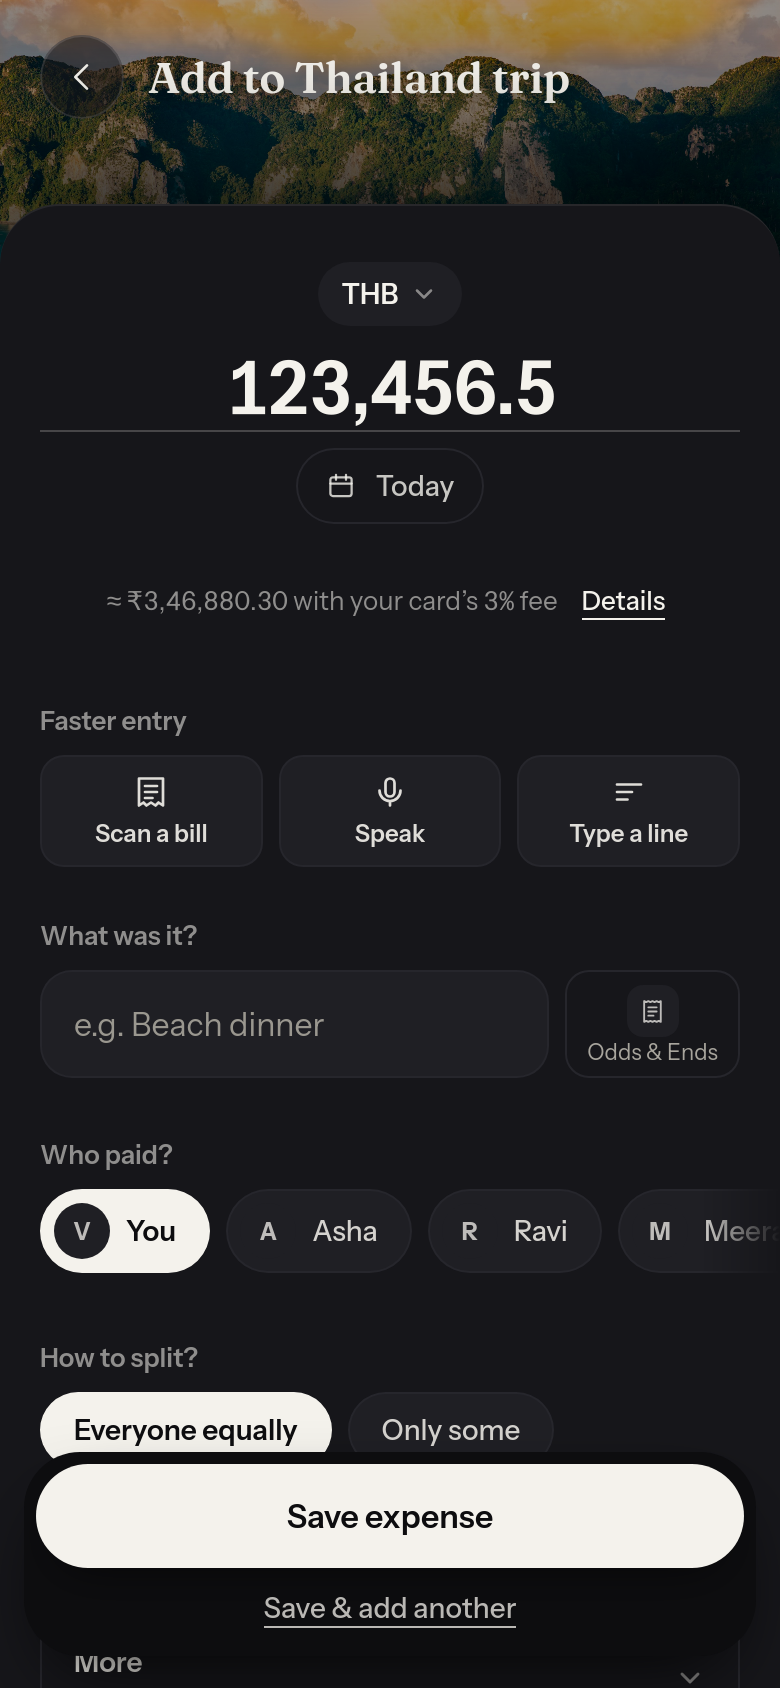 Add to Thailand trip
THB
123,456.5
Today
≈ ₹3,46,880.30 with your card’s 3% fee Details
Faster entry
Scan a bill Speak Type a line
What was it?
e.g. Beach dinner
Odds & Ends
Who paid?
V You A Asha R Ravi M Meera
How to split?
Everyone equally Only some
Save expense
Save & add another
More